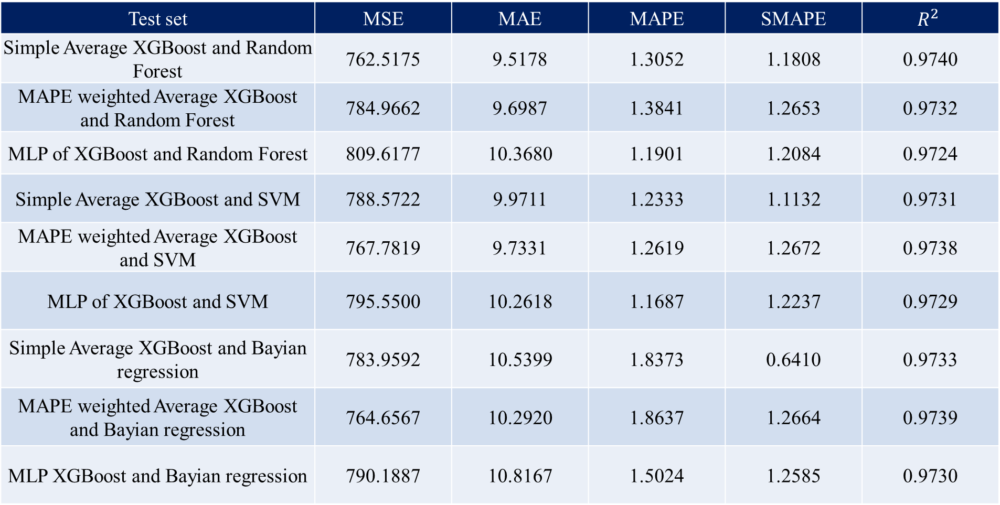 Test set MSE MAE MAPE SMAPE R²
Simple Average XGBoost and Random
Forest
762.5175 9.5178 1.3052 1.1808 0.9740
MAPE weighted Average XGBoost
and Random Forest
784.9662 9.6987 1.3841 1.2653 0.9732
MLP of XGBoost and Random Forest 809.6177 10.3680 1.1901 1.2084 0.9724
Simple Average XGBoost and SVM 788.5722 9.9711 1.2333 1.1132 0.9731
MAPE weighted Average XGBoost
and SVM
767.7819 9.7331 1.2619 1.2672 0.9738
MLP of XGBoost and SVM 795.5500 10.2618 1.1687 1.2237 0.9729
Simple Average XGBoost and Bayian
regression
783.9592 10.5399 1.8373 0.6410 0.9733
MAPE weighted Average XGBoost
and Bayian regression
764.6567 10.2920 1.8637 1.2664 0.9739
MLP XGBoost and Bayian regression 790.1887 10.8167 1.5024 1.2585 0.9730